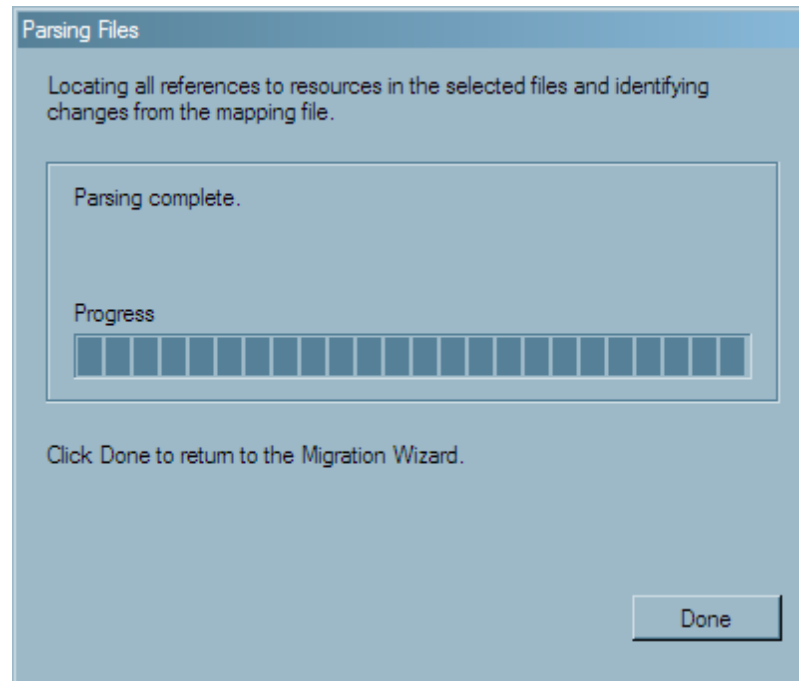 Parsing Files
Locating all references to resources in the selected files and identifying
changes from the mapping file.
Parsing complete.
Progress
Click Done to return to the Migration Wizard.
Done